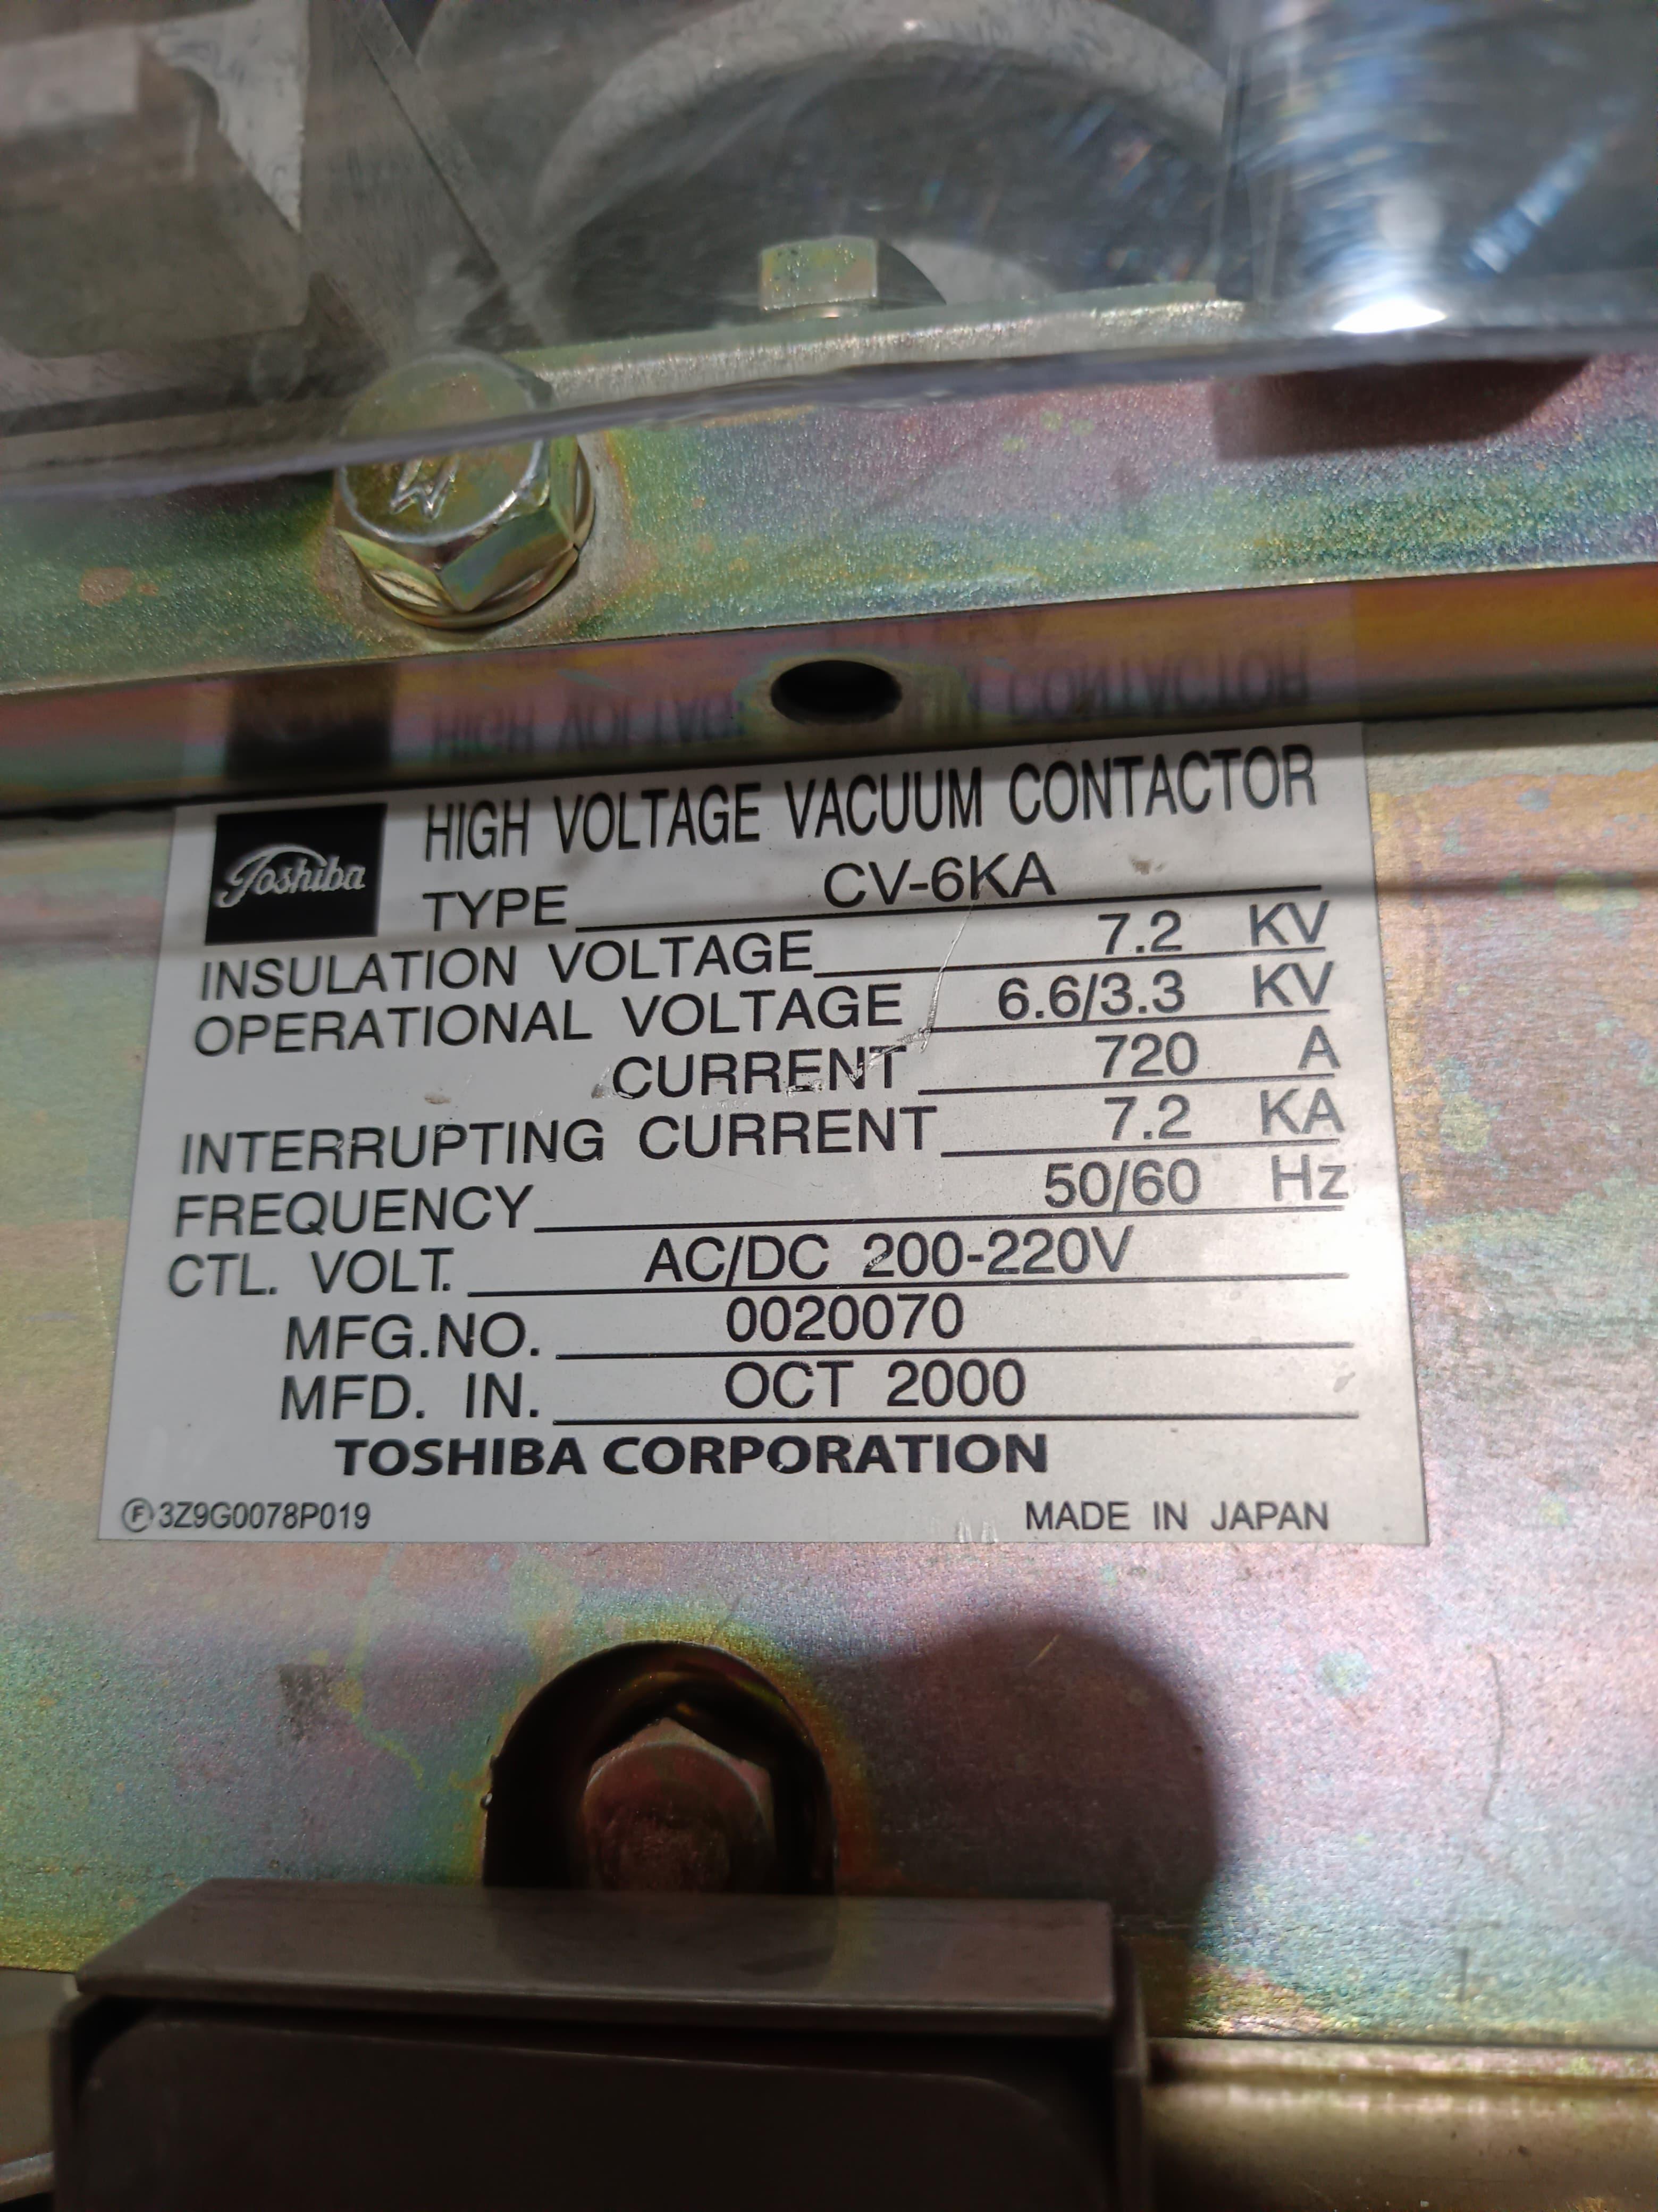 Toshiba
HIGH VOLTAGE VACUUM CONTACTOR
TYPE CV-6KA
INSULATION VOLTAGE 7.2 KV
OPERATIONAL VOLTAGE 6.6/3.3 KV
CURRENT 720 A
INTERRUPTING CURRENT 7.2 KA
FREQUENCY 50/60 Hz
CTL. VOLT. AC/DC 200-220V
MFG.NO. 0020070
MFD. IN. OCT 2000
TOSHIBA CORPORATION
Ⓕ3Z9G0078P019 MADE IN JAPAN